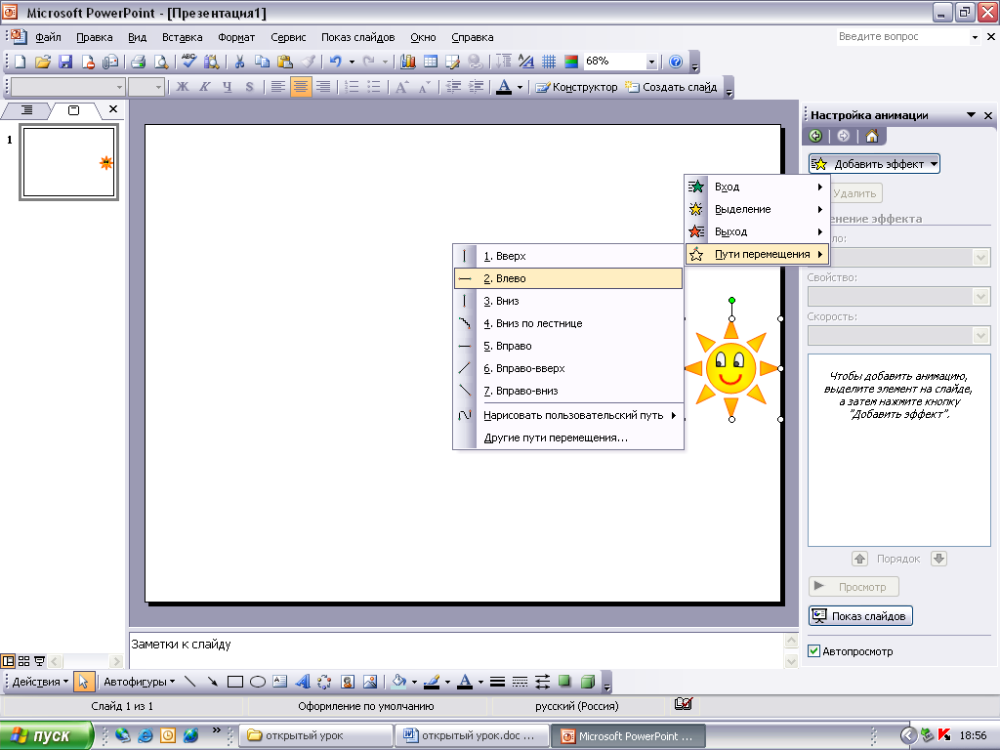 Microsoft PowerPoint - [Презентация1]
Файл Правка Вид Вставка Формат Сервис Показ слайдов Окно Справка Введите вопрос
68%
Ж К Ч S Конструктор Создать слайд
Настройка анимации
1
Добавить эффект
Удалить
Вход
Выделение
Выход
Пути перемещения
нение эффекта
ло:
Свойство:
Скорость:
1. Вверх
2. Влево
3. Вниз
4. Вниз по лестнице
5. Вправо
6. Вправо-вверх
7. Вправо-вниз
Нарисовать пользовательский путь
Другие пути перемещения...
Чтобы добавить анимацию,
выделите элемент на слайде,
а затем нажмите кнопку
"Добавить эффект".
Порядок
Просмотр
Показ слайдов
Автопросмотр
Заметки к слайду
Действия Автофигуры
Слайд 1 из 1 Оформление по умолчанию русский (Россия)
пуск » открытый урок открытый урок.doc ... Microsoft PowerPoint ... 18:56